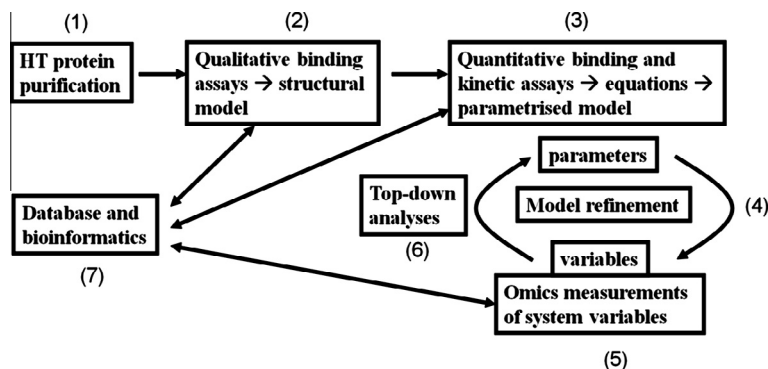 (1)
HT protein
purification
(2)
Qualitative binding
assays → structural
model
(3)
Quantitative binding and
kinetic assays → equations →
parametrised model
parameters
Top-down
analyses
(6)
Model refinement
(4)
Database and
bioinformatics
(7)
variables
Omics measurements
of system variables
(5)